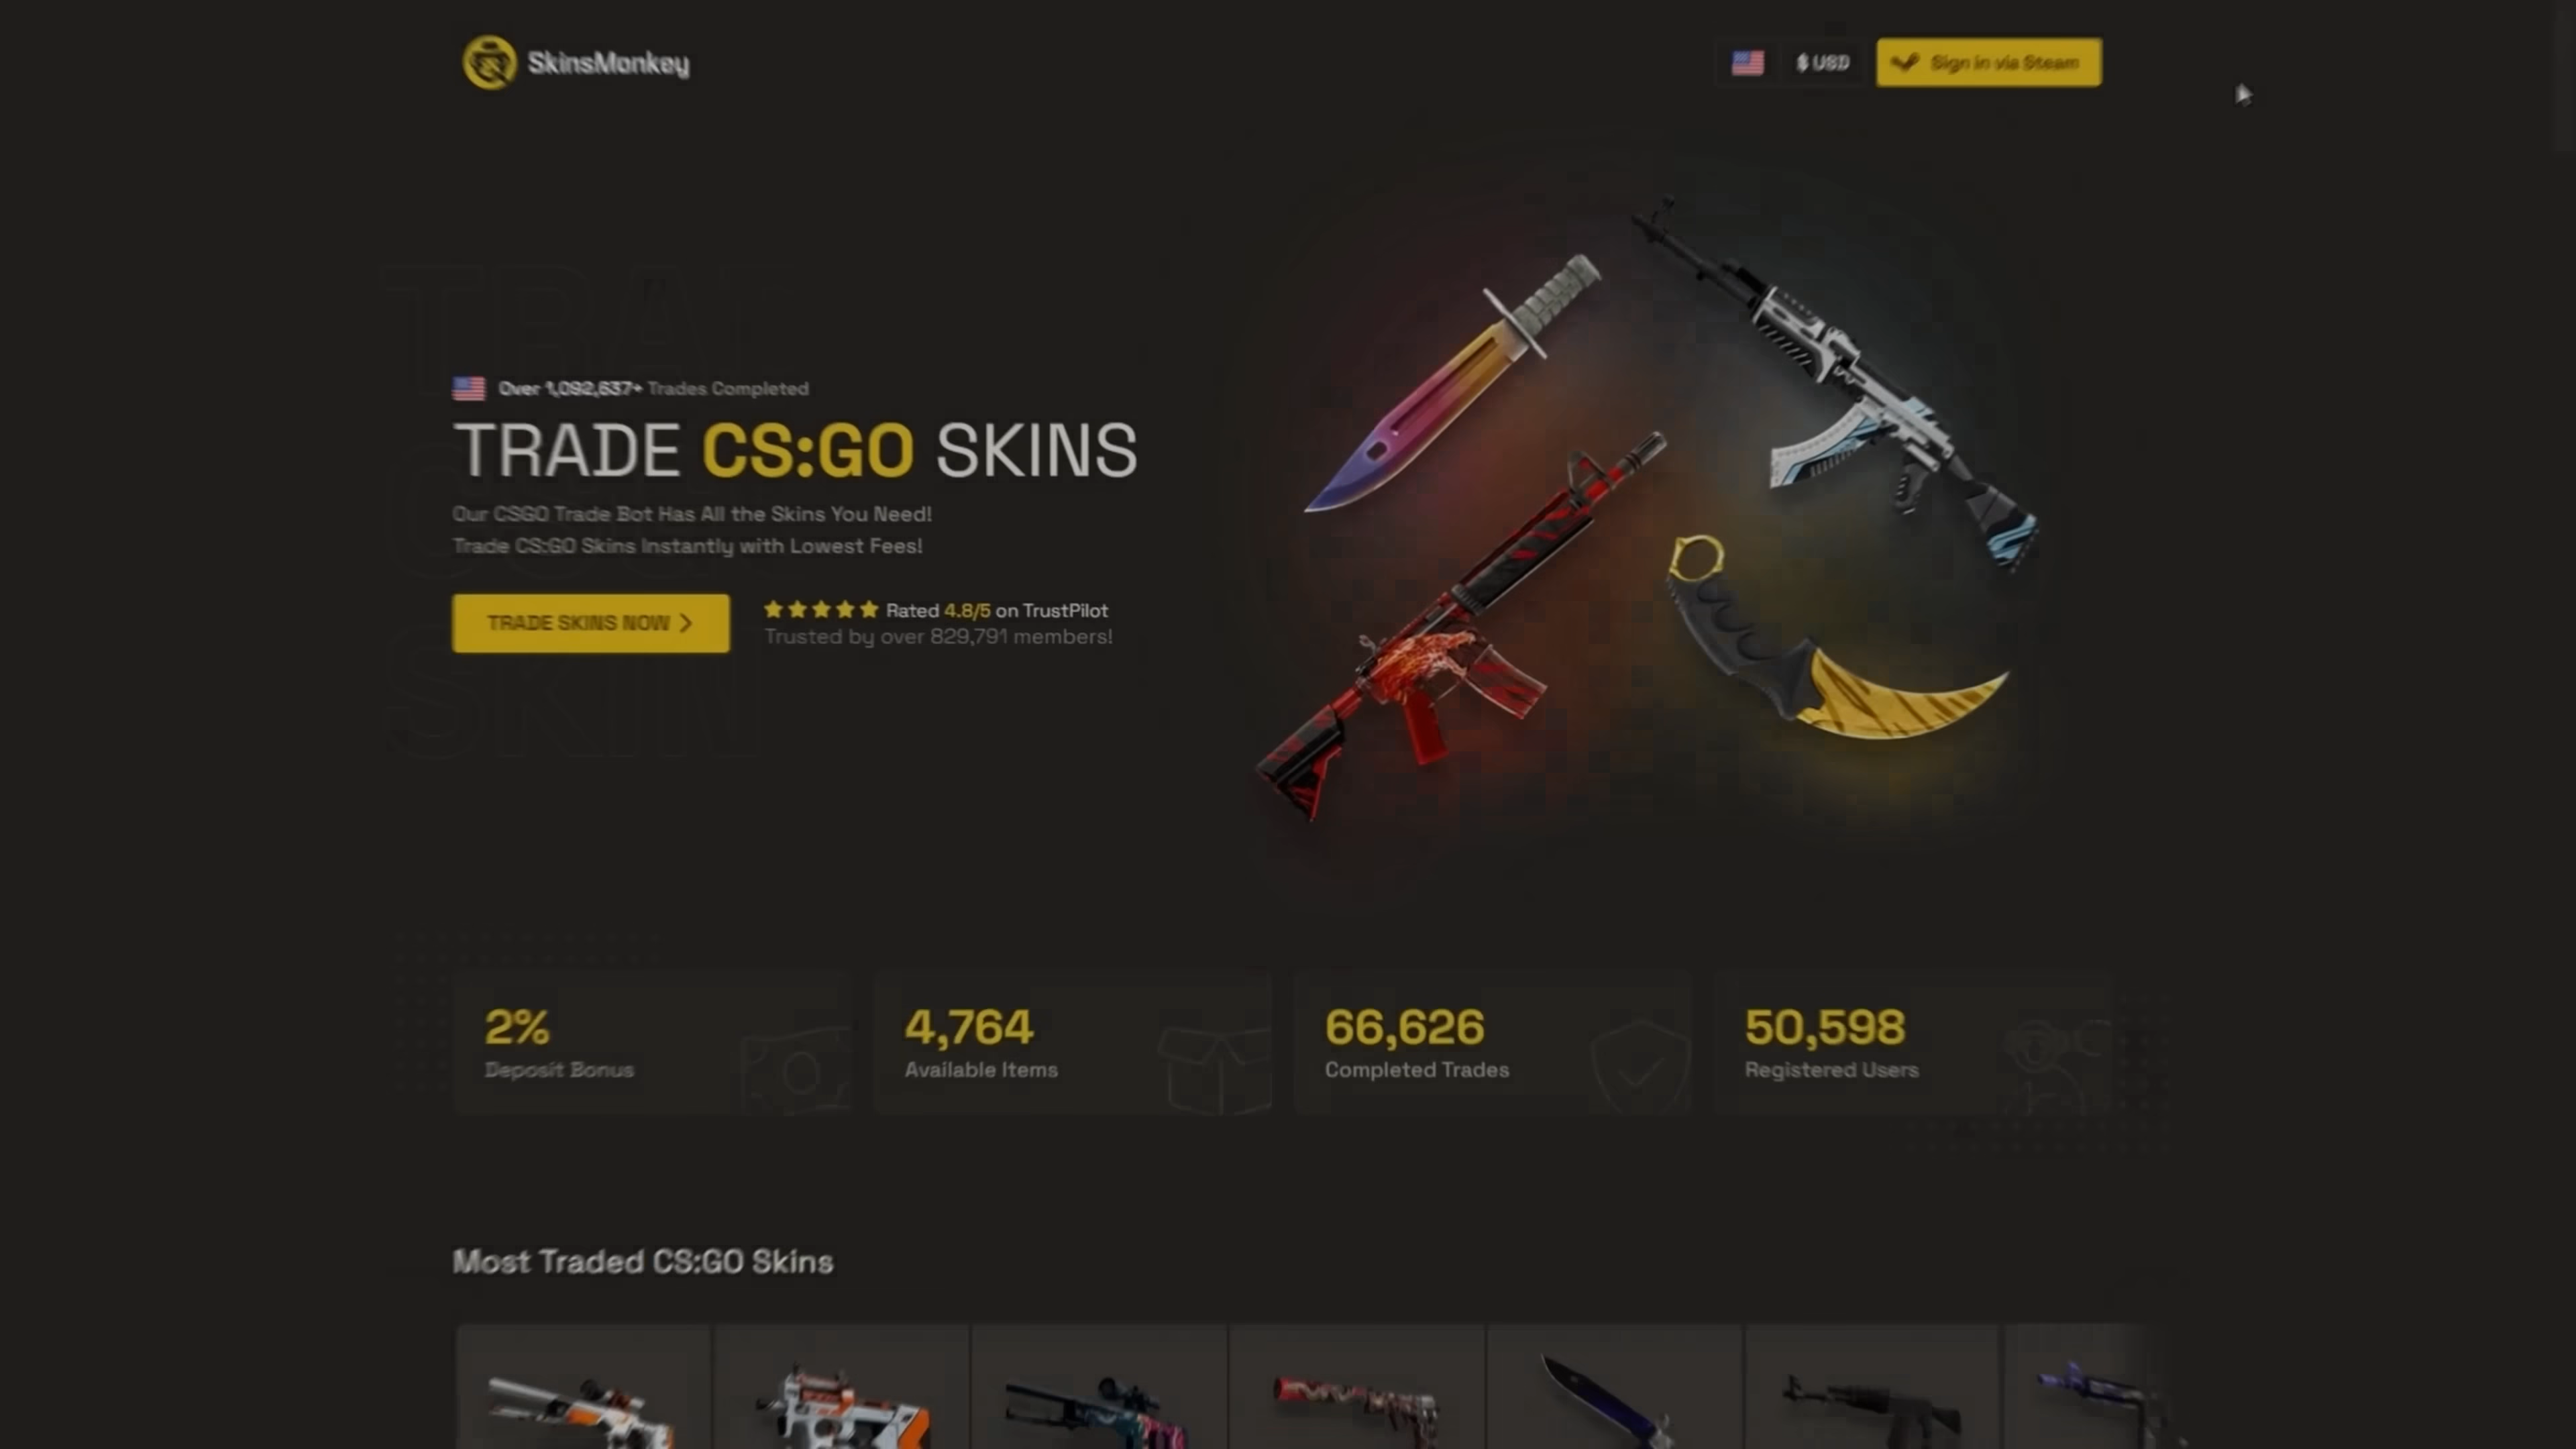 SkinsMonkey
$ USD
Sign in via Steam
Over 1,092,637+ Trades Completed
TRADE CS:GO SKINS
Our CSGO Trade Bot Has All the Skins You Need!
Trade CS:GO Skins Instantly with Lowest Fees!
TRADE SKINS NOW
Rated 4.8/5 on TrustPilot
Trusted by over 829,791 members!
2%
Deposit Bonus
4,764
Available Items
66,626
Completed Trades
50,598
Registered Users
Most Traded CS:GO Skins